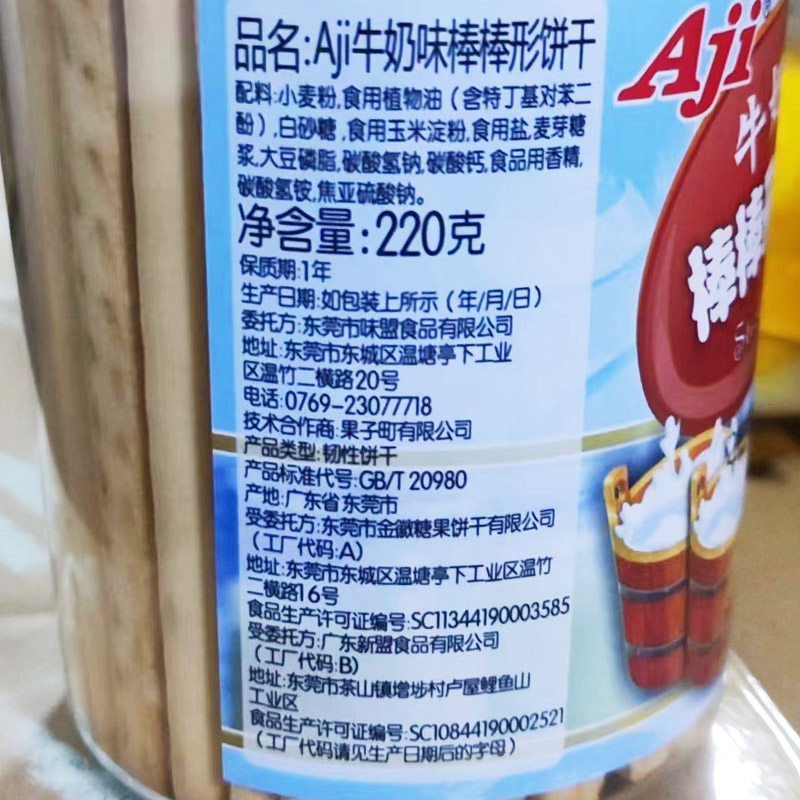 品名:Aji牛奶味棒棒形饼干
配料:小麦粉,食用植物油(含特丁基对苯二
酚),白砂糖,食用玉米淀粉,食用盐,麦芽糖
浆,大豆磷脂,碳酸氢钠,碳酸钙,食品用香精,
碳酸氢铵,焦亚硫酸钠。
净含量:220克
保质期:1年
生产日期:如包装上所示(年/月/日)
委托方:东莞市味盟食品有限公司
地址:东莞市东城区温塘亭下工业
区温竹二横路20号
电话:0769-23077718
技术合作商:果子町有限公司
产品类型:韧性饼干
产品标准代号:GB/T 20980
产地:广东省东莞市
受委托方:东莞市金徽糖果饼干有限公司
(工厂代码:A)
地址:东莞市东城区温塘亭下工业区温竹
二横路16号
食品生产许可证编号:SC11344190003585
受委托方:广东新盟食品有限公司
(工厂代码:B)
地址:东莞市茶山镇增埗村卢屋鲤鱼山
工业区
食品生产许可证编号:SC10844190002521
(工厂代码请见生产日期后的字母)
Aji
牛
棒棒